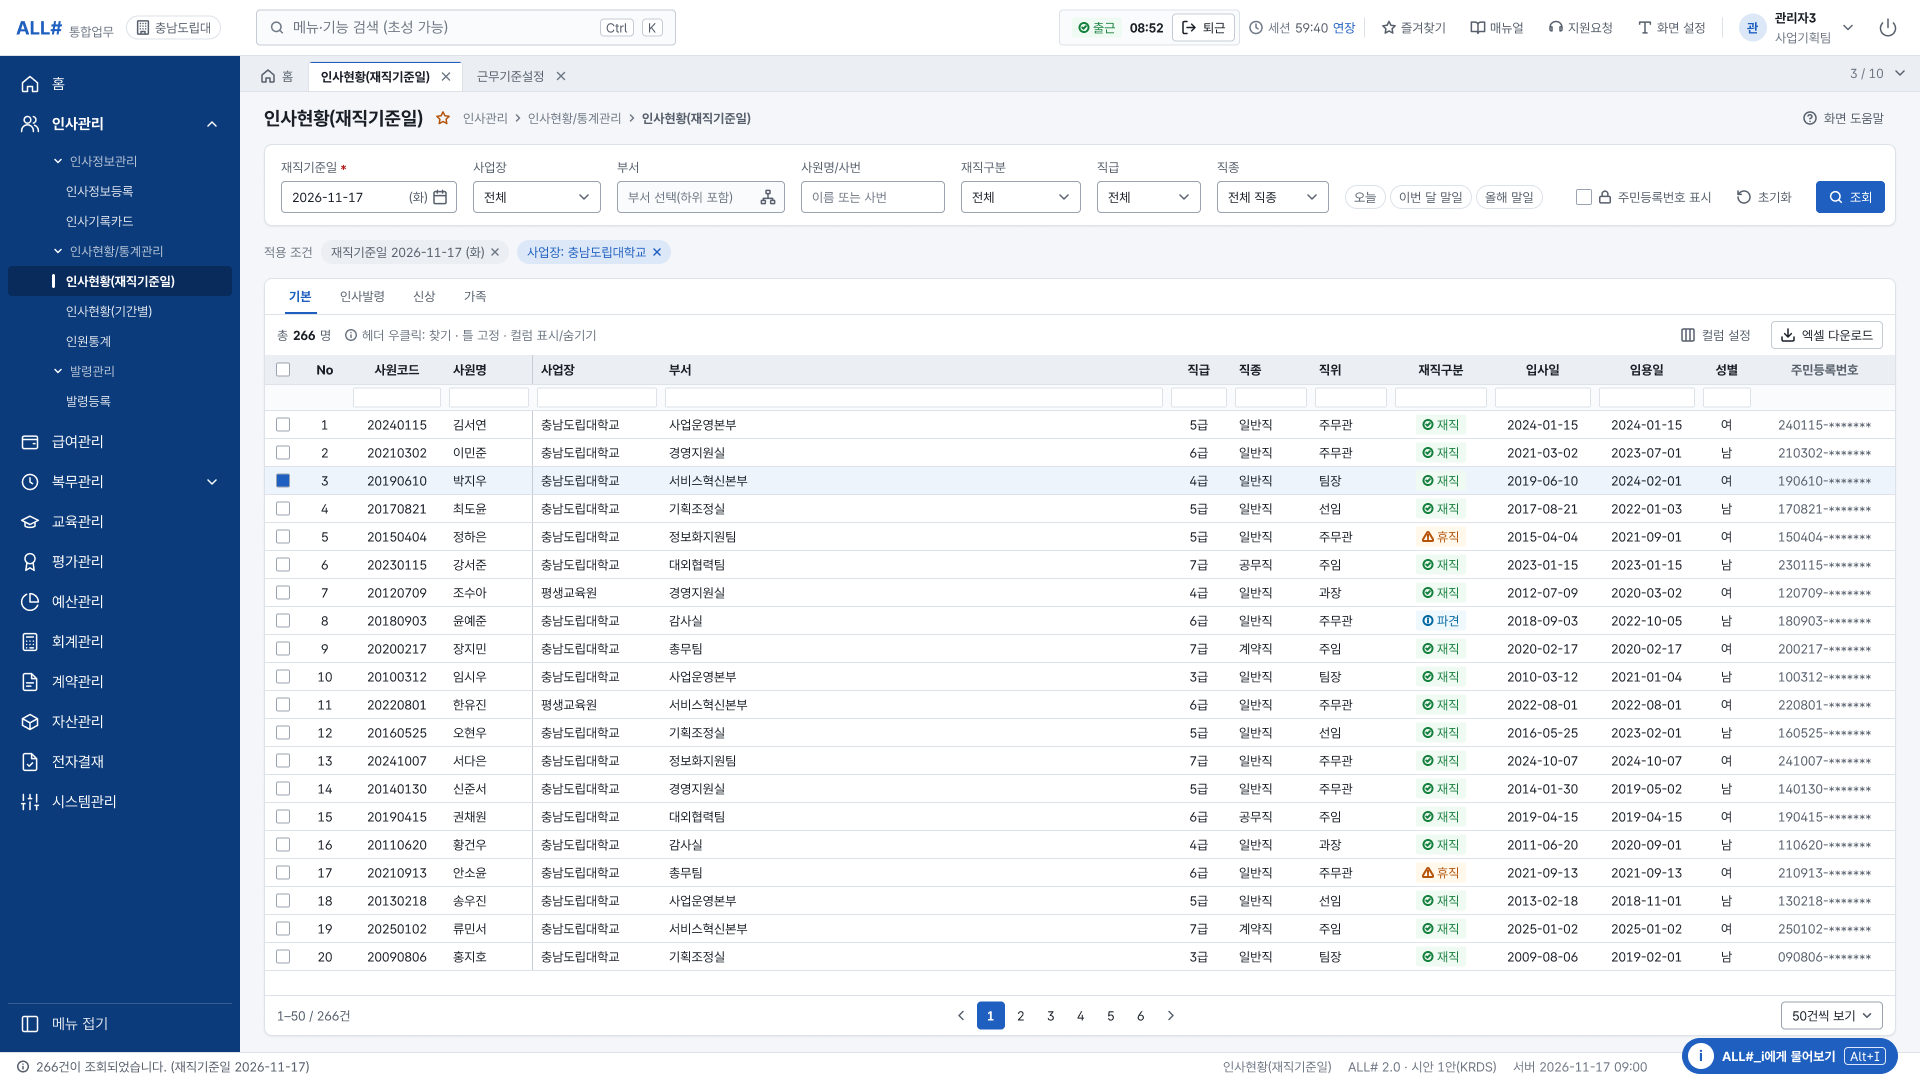 ALL# 통합업무 충남도립대 메뉴·기능 검색 (초성 가능) Ctrl K 출근 08:52 퇴근 세션 59:40 연장 즐겨찾기 매뉴얼 지원요청 화면 설정 관 관리자3 사업기획팀
홈
인사관리
인사정보관리
인사정보등록
인사기록카드
인사현황/통계관리
인사현황(재직기준일)
인사현황(기간별)
인원통계
발령관리
발령등록
급여관리
복무관리
교육관리
평가관리
예산관리
회계관리
계약관리
자산관리
전자결재
시스템관리
메뉴 접기
홈 인사현황(재직기준일) 근무기준설정 3 / 10
인사현황(재직기준일) 인사관리 인사현황/통계관리 인사현황(재직기준일) 화면 도움말
재직기준일 * 사업장 부서 사원명/사번 재직구분 직급 직종
2026-11-17 (화) 전체 부서 선택(하위 포함) 이름 또는 사번 전체 전체 전체 직종 오늘 이번 달 말일 올해 말일 주민등록번호 표시 초기화 조회
적용 조건 재직기준일 2026-11-17 (화) 사업장: 충남도립대학교
기본 인사발령 신상 가족
총 266 명 헤더 우클릭: 찾기 · 틀 고정 · 컬럼 표시/숨기기 컬럼 설정 엑셀 다운로드
No 사원코드 사원명 사업장 부서 직급 직종 직위 재직구분 입사일 임용일 성별 주민등록번호
1 20240115 김서연 충남도립대학교 사업운영본부 5급 일반직 주무관 재직 2024-01-15 2024-01-15 여 240115-*******
2 20210302 이민준 충남도립대학교 경영지원실 6급 일반직 주무관 재직 2021-03-02 2023-07-01 남 210302-*******
3 20190610 박지우 충남도립대학교 서비스혁신본부 4급 일반직 팀장 재직 2019-06-10 2024-02-01 여 190610-*******
4 20170821 최도윤 충남도립대학교 기획조정실 5급 일반직 선임 재직 2017-08-21 2022-01-03 남 170821-*******
5 20150404 정하은 충남도립대학교 정보화지원팀 5급 일반직 주무관 휴직 2015-04-04 2021-09-01 여 150404-*******
6 20230115 강서준 충남도립대학교 대외협력팀 7급 공무직 주임 재직 2023-01-15 2023-01-15 남 230115-*******
7 20120709 조수아 평생교육원 경영지원실 4급 일반직 과장 재직 2012-07-09 2020-03-02 여 120709-*******
8 20180903 윤예준 충남도립대학교 감사실 6급 일반직 주무관 파견 2018-09-03 2022-10-05 남 180903-*******
9 20200217 장지민 충남도립대학교 총무팀 7급 계약직 주임 재직 2020-02-17 2020-02-17 여 200217-*******
10 20100312 임시우 충남도립대학교 사업운영본부 3급 일반직 팀장 재직 2010-03-12 2021-01-04 남 100312-*******
11 20220801 한유진 평생교육원 서비스혁신본부 6급 일반직 주무관 재직 2022-08-01 2022-08-01 여 220801-*******
12 20160525 오현우 충남도립대학교 기획조정실 5급 일반직 선임 재직 2016-05-25 2023-02-01 남 160525-*******
13 20241007 서다은 충남도립대학교 정보화지원팀 7급 일반직 주무관 재직 2024-10-07 2024-10-07 여 241007-*******
14 20140130 신준서 충남도립대학교 경영지원실 5급 일반직 주무관 재직 2014-01-30 2019-05-02 남 140130-*******
15 20190415 권채원 충남도립대학교 대외협력팀 6급 공무직 주임 재직 2019-04-15 2019-04-15 여 190415-*******
16 20110620 황건우 충남도립대학교 감사실 4급 일반직 과장 재직 2011-06-20 2020-09-01 남 110620-*******
17 20210913 안소윤 충남도립대학교 총무팀 6급 일반직 주무관 휴직 2021-09-13 2021-09-13 여 210913-*******
18 20130218 송우진 충남도립대학교 사업운영본부 5급 일반직 선임 재직 2013-02-18 2018-11-01 남 130218-*******
19 20250102 류민서 충남도립대학교 서비스혁신본부 7급 계약직 주임 재직 2025-01-02 2025-01-02 여 250102-*******
20 20090806 홍지호 충남도립대학교 기획조정실 3급 일반직 팀장 재직 2009-08-06 2019-02-01 남 090806-*******
1–50 / 266건 1 2 3 4 5 6 50건씩 보기
266건이 조회되었습니다. (재직기준일 2026-11-17) 인사현황(재직기준일) ALL# 2.0 · 시안 1안(KRDS) 서버 2026-11-17 09:00
i ALL#_i에게 물어보기 Alt+I